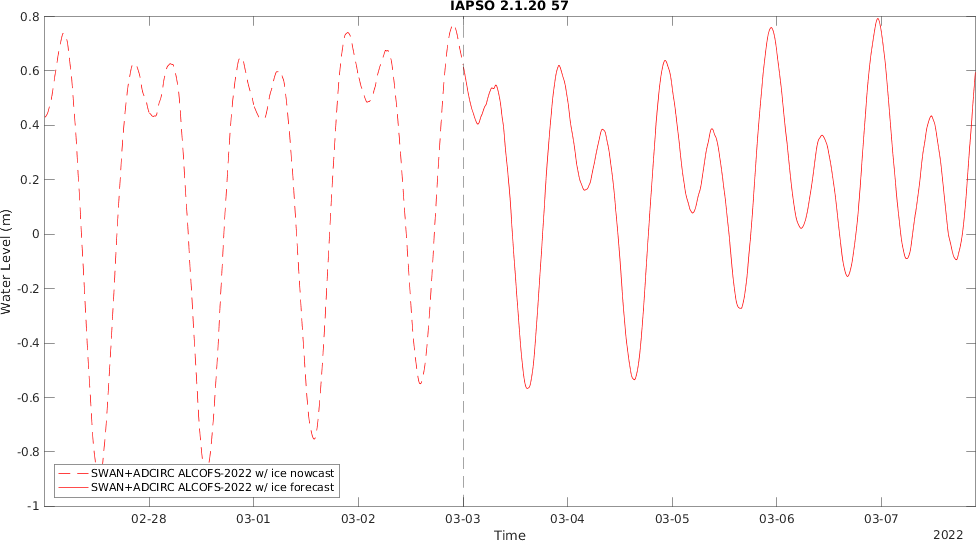 IAPSO 2.1.20 57
0.8
0.6
0.4
0.2
0
-0.2
-0.4
-0.6
-0.8
-1
Water Level (m)
SWAN+ADCIRC ALCOFS-2022 w/ ice nowcast
SWAN+ADCIRC ALCOFS-2022 w/ ice forecast
02-28 03-01 03-02 03-03 03-04 03-05 03-06 03-07
Time
2022